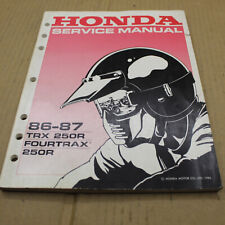 HONDA
SERVICE MANUAL
86-87
TRX 250R
FOURTRAX
250R